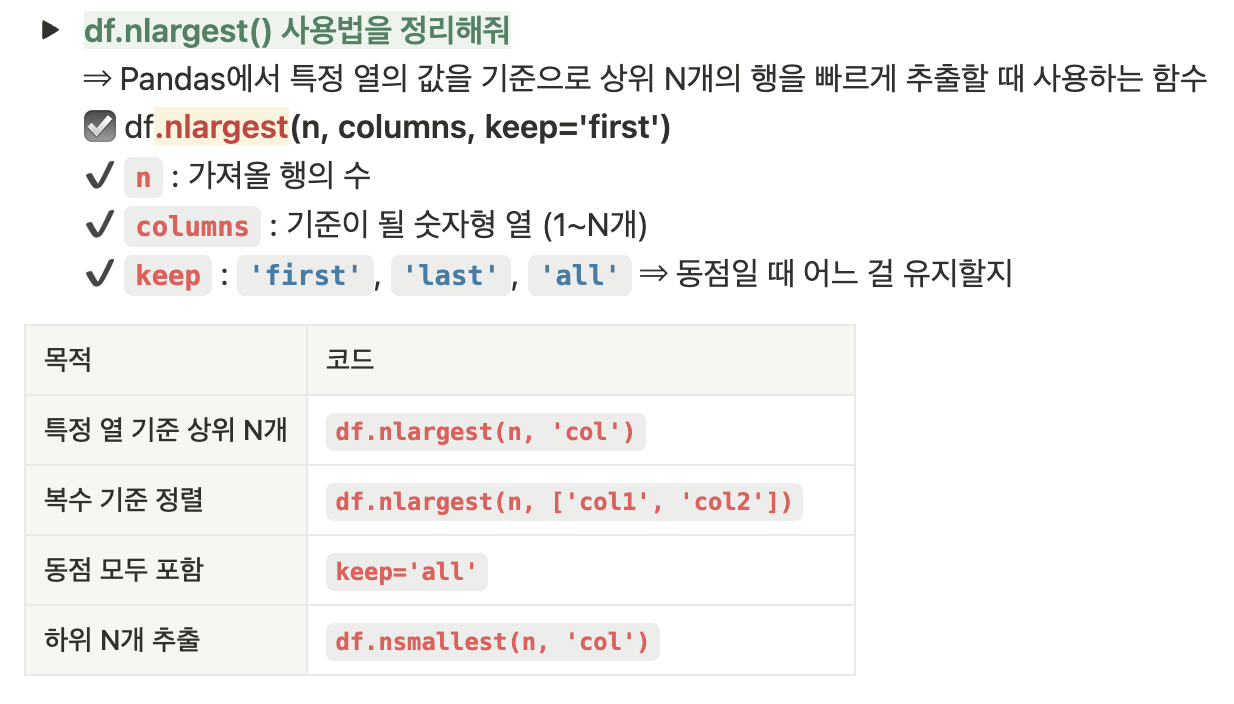 ▶ df.nlargest() 사용법을 정리해줘
⇒ Pandas에서 특정 열의 값을 기준으로 상위 N개의 행을 빠르게 추출할 때 사용하는 함수
☑ df.nlargest(n, columns, keep='first')
✔ n : 가져올 행의 수
✔ columns : 기준이 될 숫자형 열 (1~N개)
✔ keep : 'first', 'last', 'all' ⇒ 동점일 때 어느 걸 유지할지
목적 코드
특정 열 기준 상위 N개 df.nlargest(n, 'col')
복수 기준 정렬 df.nlargest(n, ['col1', 'col2'])
동점 모두 포함 keep='all'
하위 N개 추출 df.nsmallest(n, 'col')